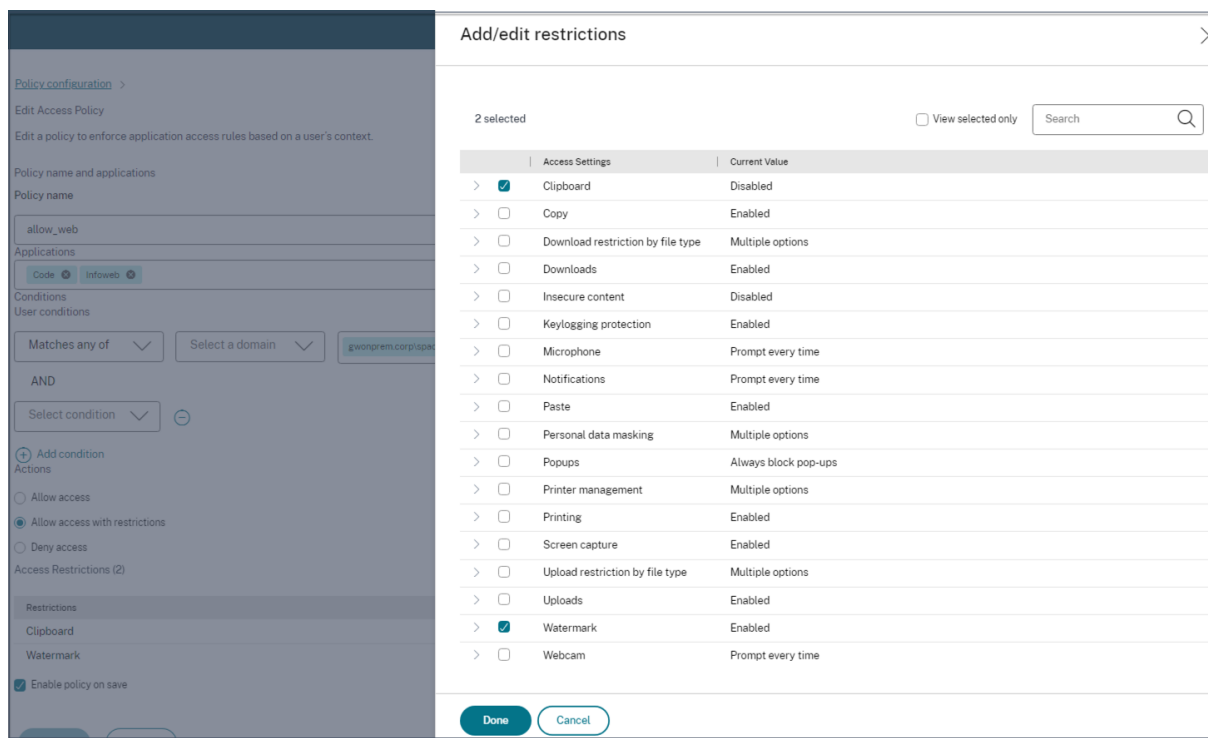 Policy configuration >
Edit Access Policy
Edit a policy to enforce application access rules based on a user's context.
Policy name and applications
Policy name
allow_web
Applications
Code Infoweb
Conditions
User conditions
Matches any of Select a domain gwonprem.corp\spac
AND
Select condition
Add condition
Actions
Allow access
Allow access with restrictions
Deny access
Access Restrictions (2)
Restrictions
Clipboard
Watermark
Enable policy on save
Add/edit restrictions
2 selected View selected only Search
Access Settings Current Value
Clipboard Disabled
Copy Enabled
Download restriction by file type Multiple options
Downloads Enabled
Insecure content Disabled
Keylogging protection Enabled
Microphone Prompt every time
Notifications Prompt every time
Paste Enabled
Personal data masking Multiple options
Popups Always block pop-ups
Printer management Multiple options
Printing Enabled
Screen capture Enabled
Upload restriction by file type Multiple options
Uploads Enabled
Watermark Enabled
Webcam Prompt every time
Done Cancel